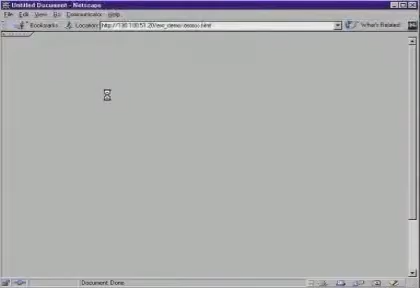 Untitled Document - Netscape
File Edit View Go Communicator Help
Bookmarks Location: What's Related
Document: Done